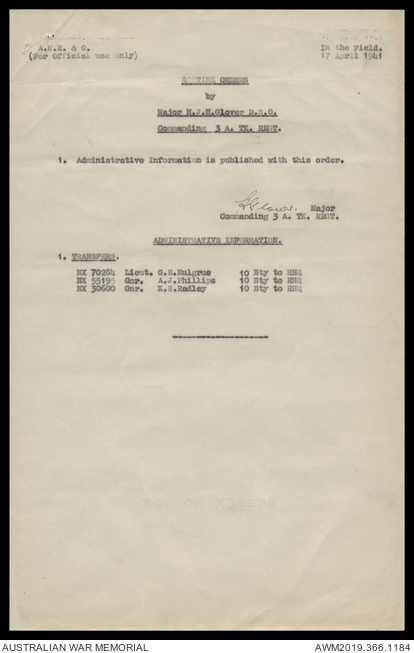 A.M.R. & O. In the Field.
(For Official use only) 17 April 1941
ROUTINE ORDERS
by
Major H.J.H.Glover D.S.O.
Commanding 3 A. TK. REGT.
1. Administrative Information is published with this order.
Major
Commanding 3 A. TK. REGT.
ADMINISTRATIVE INFORMATION.
1. TRANSFERS.
NX 70284 Lieut. G.E.Mulgrue 10 Bty to RHQ
NX 55195 Gnr. A.J.Phillips 10 Bty to RHQ
NX 30600 Gnr. K.R.Radley 10 Bty to RHQ
AUSTRALIAN WAR MEMORIAL AWM2019.366.1184